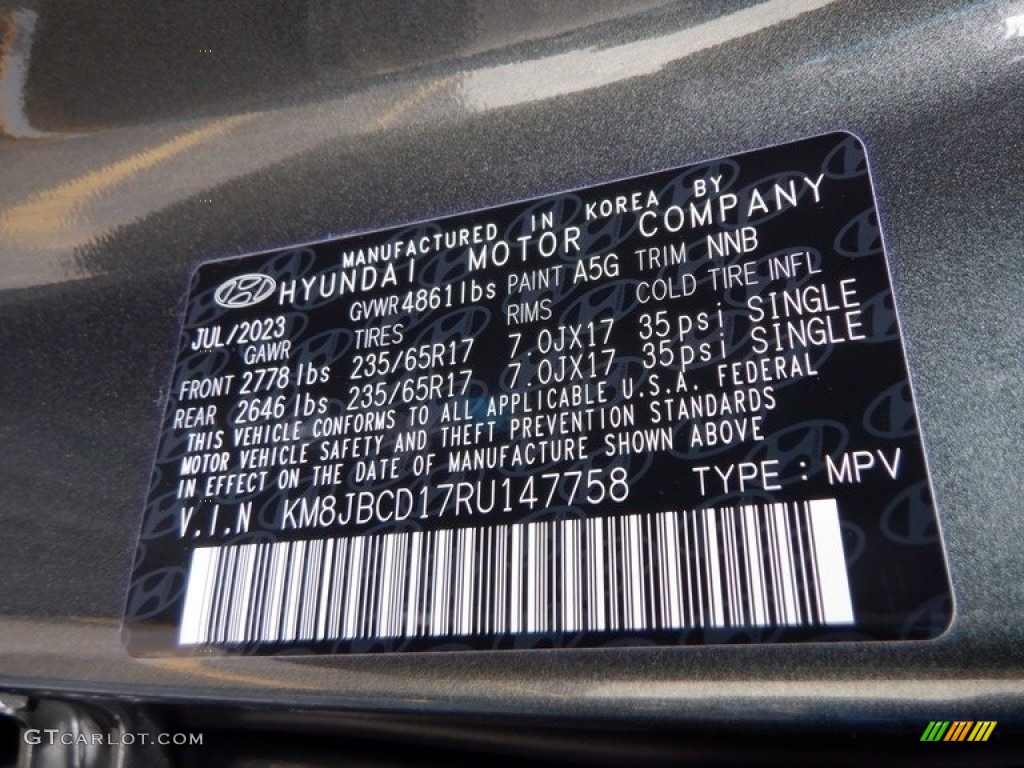 MANUFACTURED IN KOREA BY
HYUNDAI MOTOR COMPANY
JUL/2023 GVWR 4861lbs PAINT A5G TRIM NNB
GAWR TIRES RIMS COLD TIRE INFL
FRONT 2778 lbs 235/65R17 7.0JX17 35psi SINGLE
REAR 2646 lbs 235/65R17 7.0JX17 35psi SINGLE
THIS VEHICLE CONFORMS TO ALL APPLICABLE U.S.A. FEDERAL
MOTOR VEHICLE SAFETY AND THEFT PREVENTION STANDARDS
IN EFFECT ON THE DATE OF MANUFACTURE SHOWN ABOVE
V.I.N KM8JBCD17RU147758 TYPE : MPV
GTCARLOT.COM